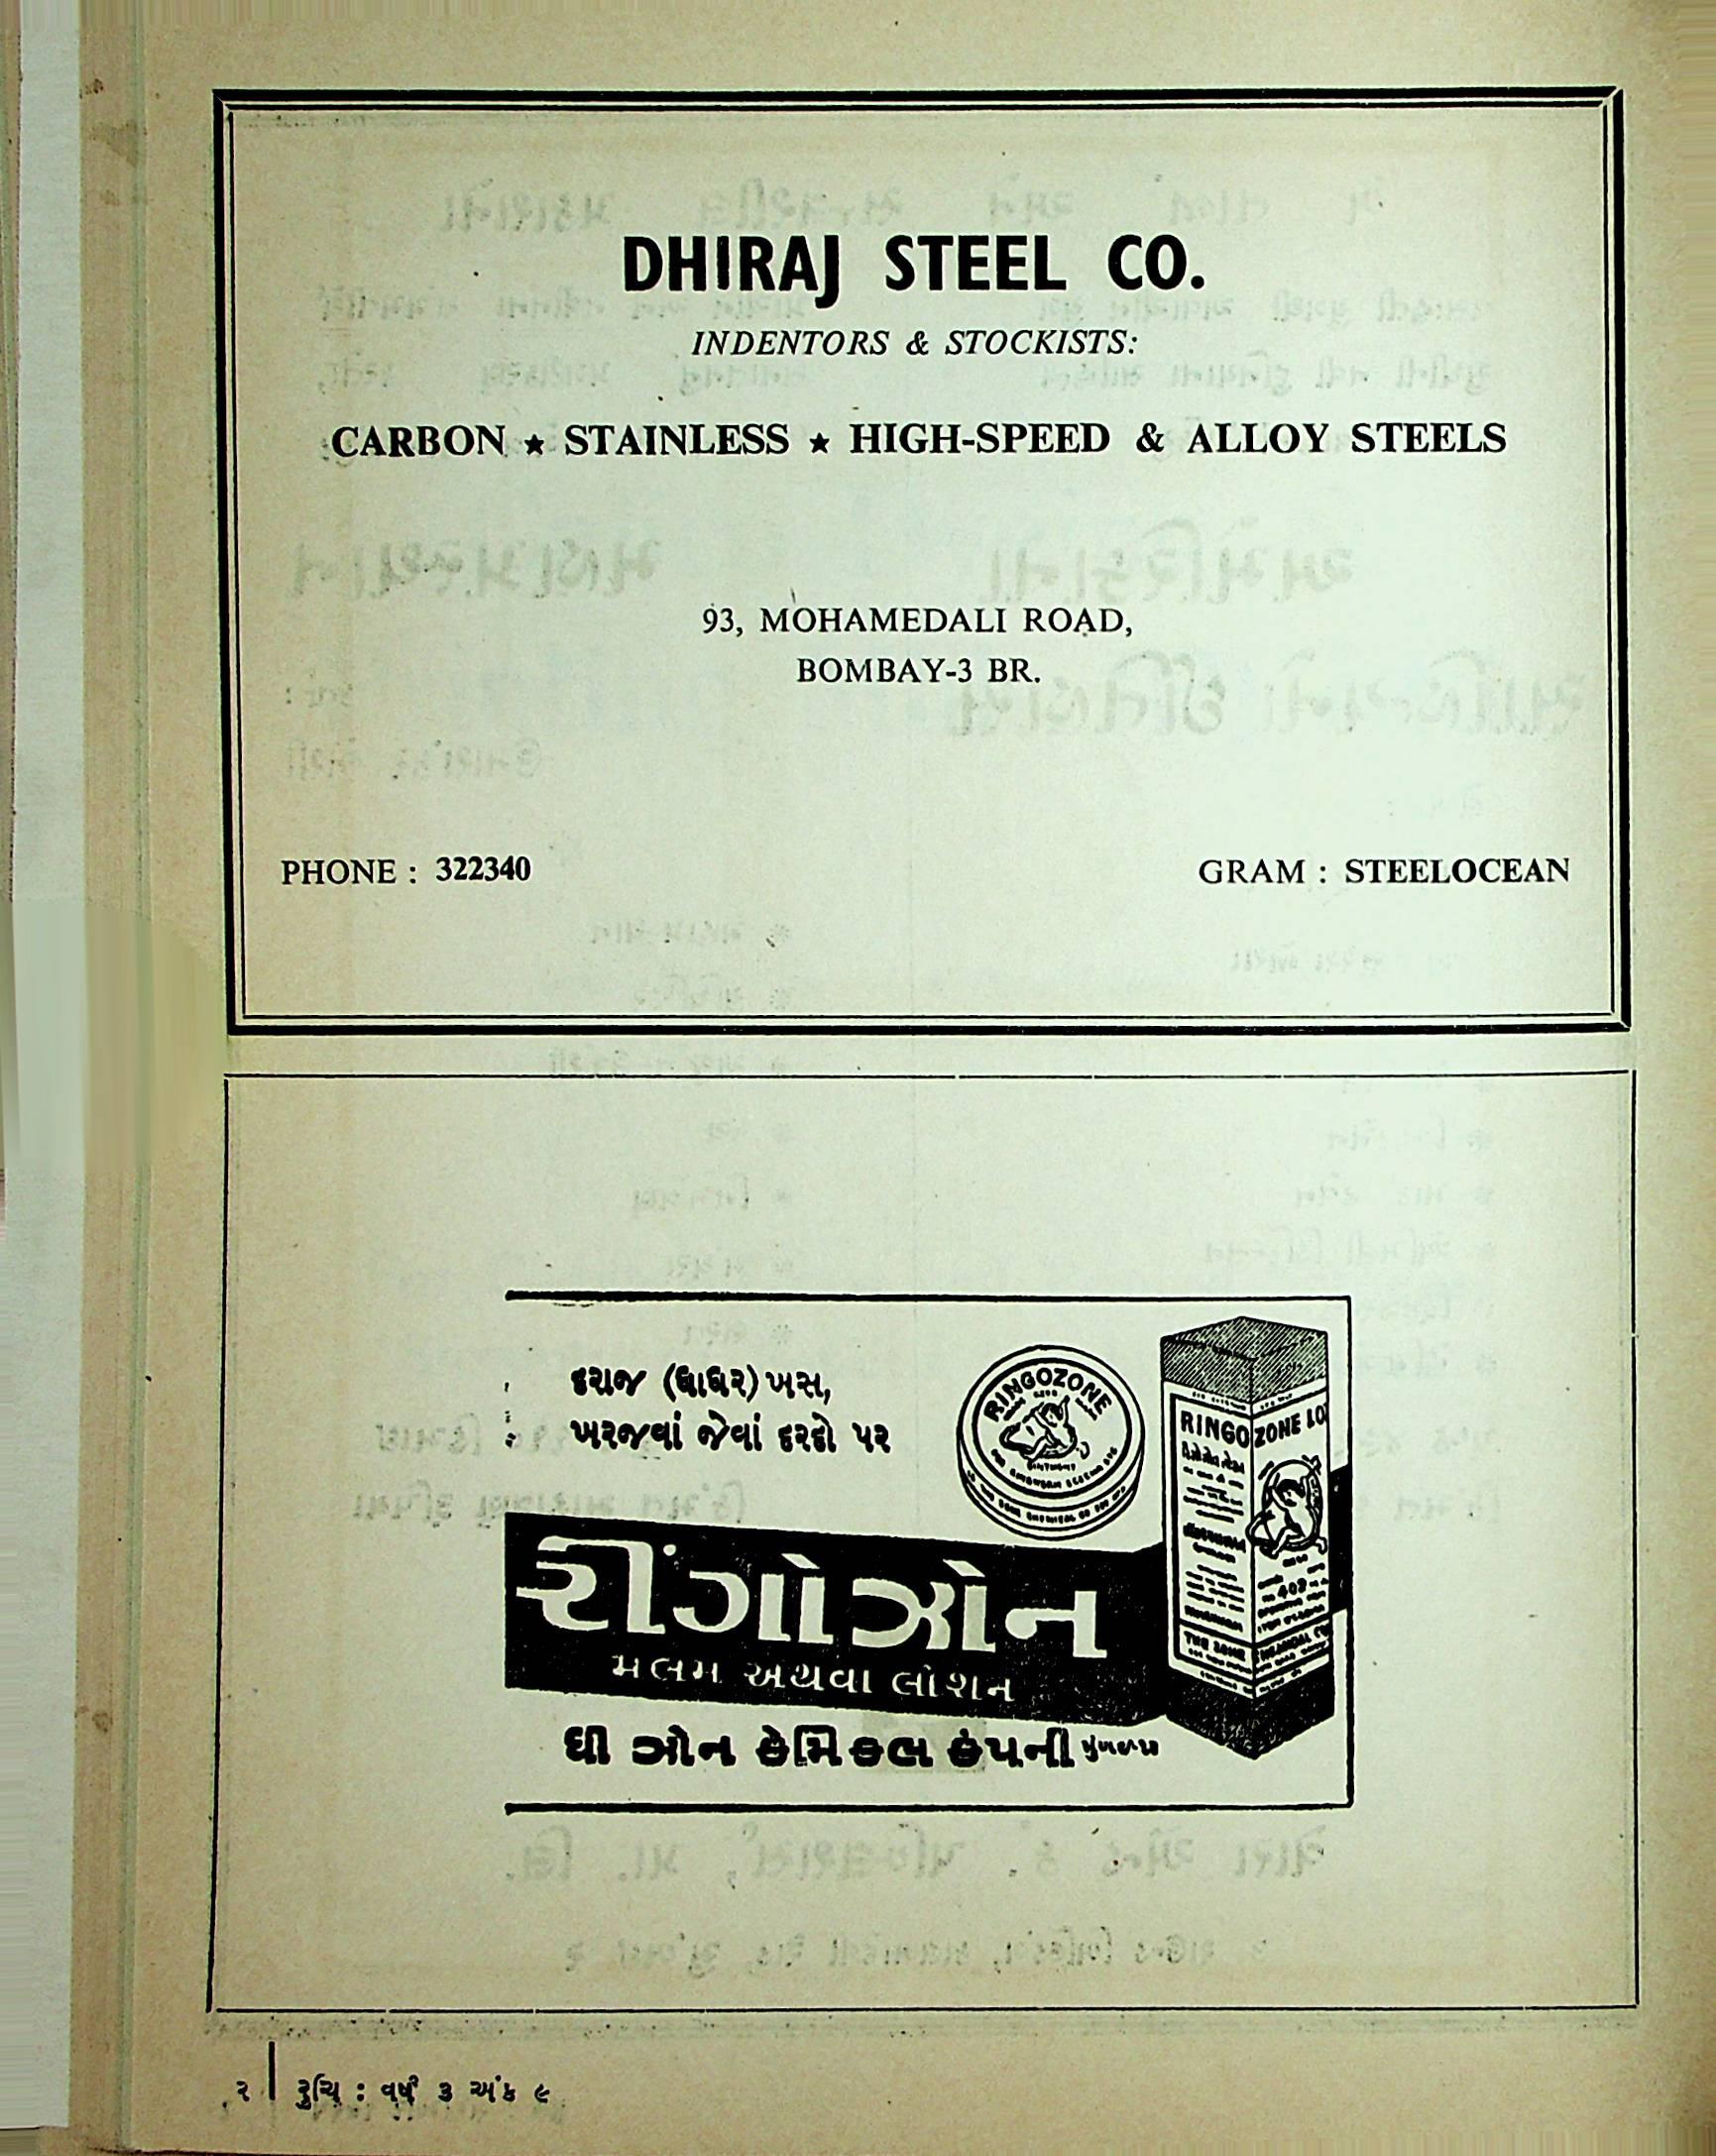 DHIRAJ STEEL CO.
INDENTORS & STOCKISTS:
CARBON ★ STAINLESS ★ HIGH-SPEED & ALLOY STEELS
93, MOHAMEDALI ROAD,
BOMBAY-3 BR.
PHONE : 322340
GRAM : STEELOCEAN
દરાજ (ધાધર) ખસ,
ખરજવાં જેવાં દરદો પર
RINGOZONE
RINGOZONE LO
રીંગોઝોન
મલમ અથવા લોશન
ધી ઝોન કેમિકલ કંપની મુંબઇ
૨ | રુચિ : વર્ષ ૩ અંક ૯